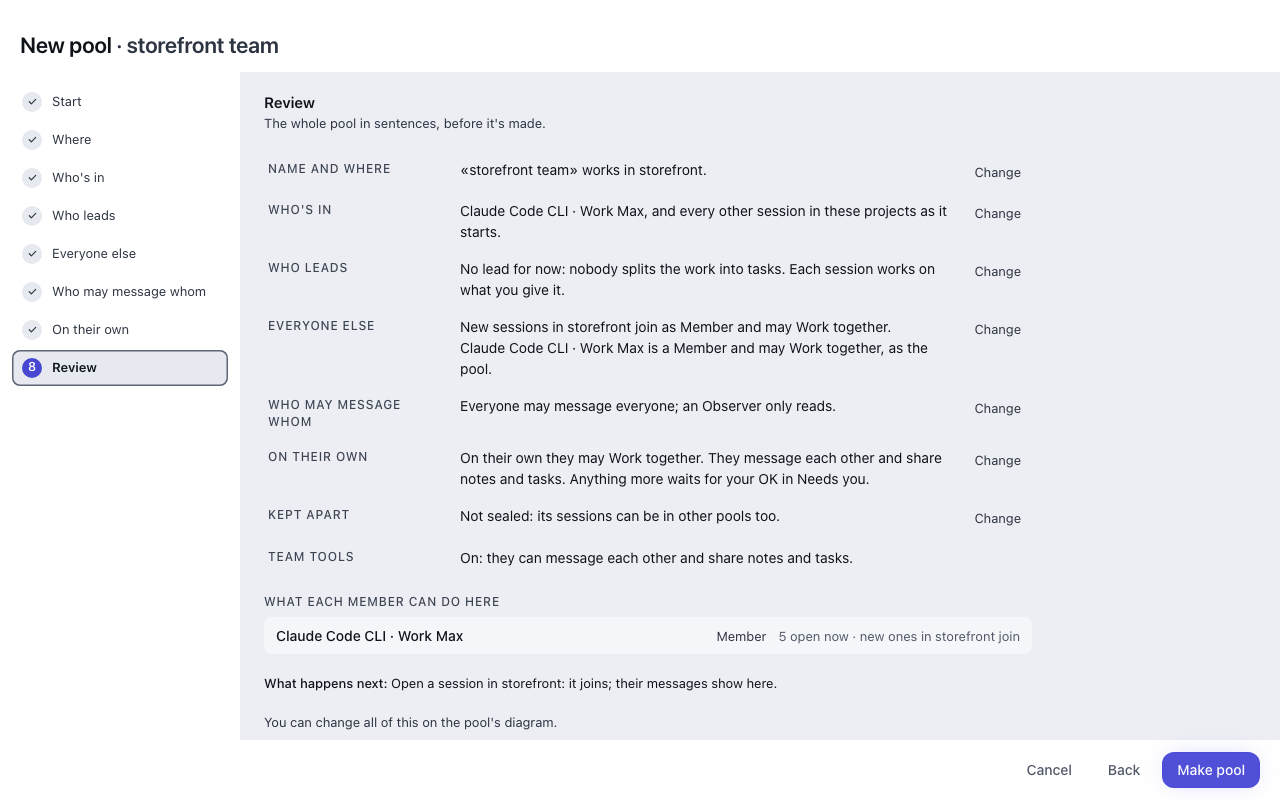 New pool · storefront team
Start
Where
Who's in
Who leads
Everyone else
Who may message whom
On their own
8 Review
Review
The whole pool in sentences, before it's made.
NAME AND WHERE
«storefront team» works in storefront.
Change
WHO'S IN
Claude Code CLI · Work Max, and every other session in these projects as it
starts.
Change
WHO LEADS
No lead for now: nobody splits the work into tasks. Each session works on
what you give it.
Change
EVERYONE ELSE
New sessions in storefront join as Member and may Work together.
Claude Code CLI · Work Max is a Member and may Work together, as the
pool.
Change
WHO MAY MESSAGE
WHOM
Everyone may message everyone; an Observer only reads.
Change
ON THEIR OWN
On their own they may Work together. They message each other and share
notes and tasks. Anything more waits for your OK in Needs you.
Change
KEPT APART
Not sealed: its sessions can be in other pools too.
Change
TEAM TOOLS
On: they can message each other and share notes and tasks.
WHAT EACH MEMBER CAN DO HERE
Claude Code CLI · Work Max
Member
5 open now · new ones in storefront join
What happens next: Open a session in storefront: it joins; their messages show here.
You can change all of this on the pool's diagram.
Cancel
Back
Make pool